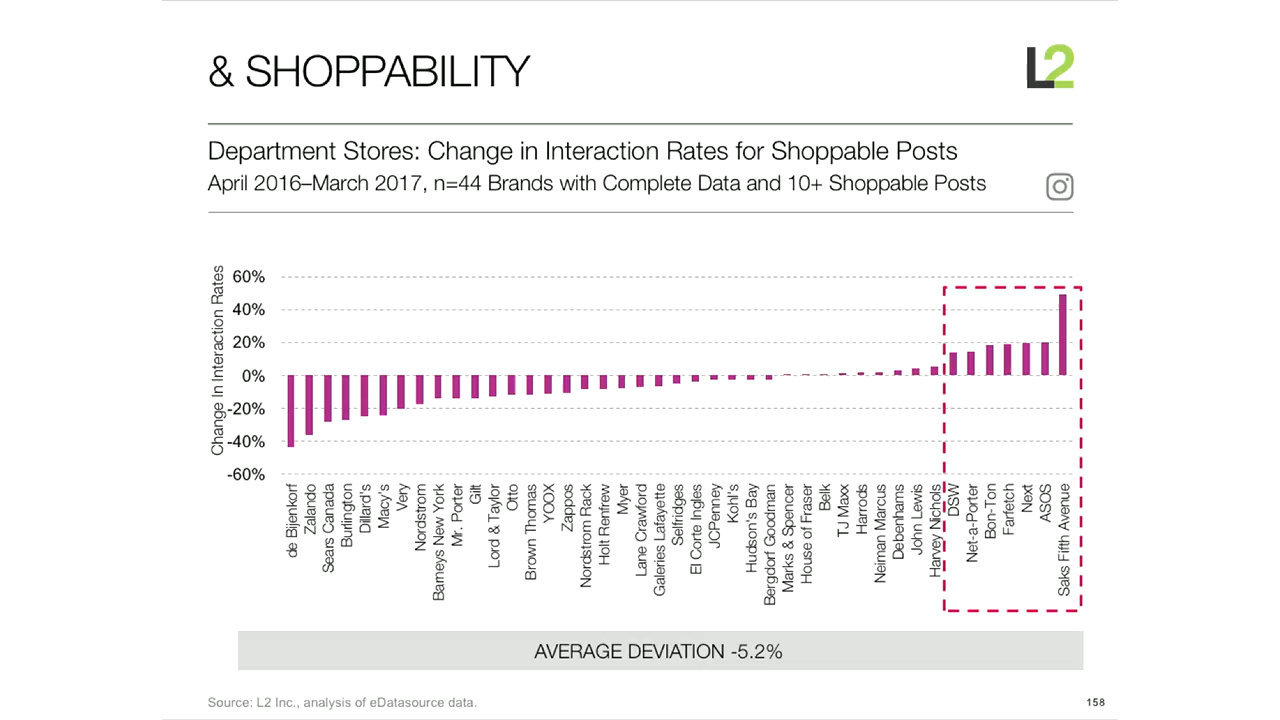 & SHOPPABILITY
L2
Department Stores: Change in Interaction Rates for Shoppable Posts
April 2016–March 2017, n=44 Brands with Complete Data and 10+ Shoppable Posts
Change In Interaction Rates
60%
40%
20%
0%
-20%
-40%
-60%
de Bijenkorf
Zalando
Sears Canada
Burlington
Dillard's
Macy's
Very
Nordstrom
Barneys New York
Mr. Porter
Gilt
Lord & Taylor
Otto
Brown Thomas
YOOX
Zappos
Nordstrom Rack
Holt Renfrew
Myer
Lane Crawford
Galeries Lafayette
Selfridges
El Corte Ingles
JCPenney
Kohl's
Hudson's Bay
Bergdorf Goodman
Marks & Spencer
House of Fraser
Belk
TJ Maxx
Harrods
Neiman Marcus
Debenhams
John Lewis
Harvey Nichols
DSW
Net-a-Porter
Bon-Ton
Farfetch
Next
ASOS
Saks Fifth Avenue
AVERAGE DEVIATION -5.2%
Source: L2 Inc., analysis of eDatasource data.
158